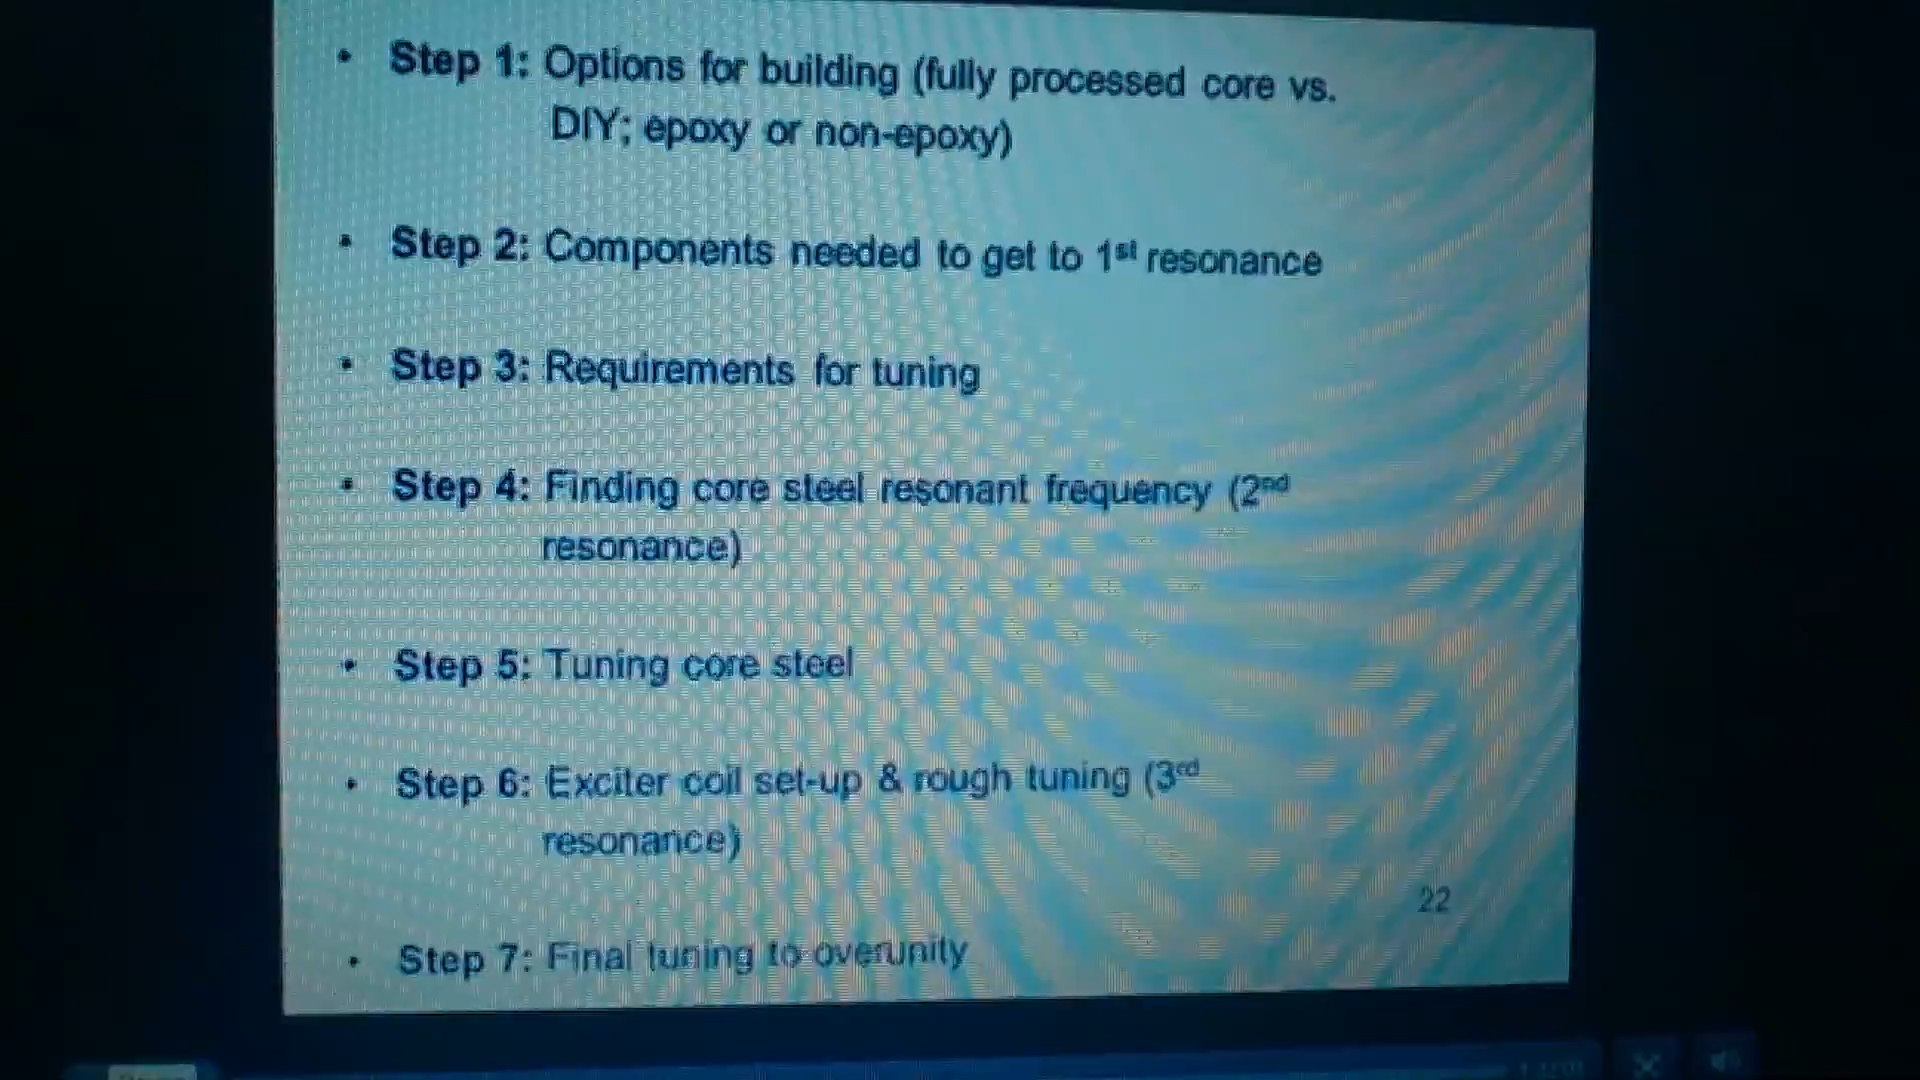 • Step 1: Options for building (fully processed core vs.
DIY; epoxy or non-epoxy)
• Step 2: Components needed to get to 1st resonance
• Step 3: Requirements for tuning
• Step 4: Finding core steel resonant frequency (2nd
resonance)
• Step 5: Tuning core steel
• Step 6: Exciter coil set-up & rough tuning (3rd
resonance)
22
• Step 7: Final tuning to overunity